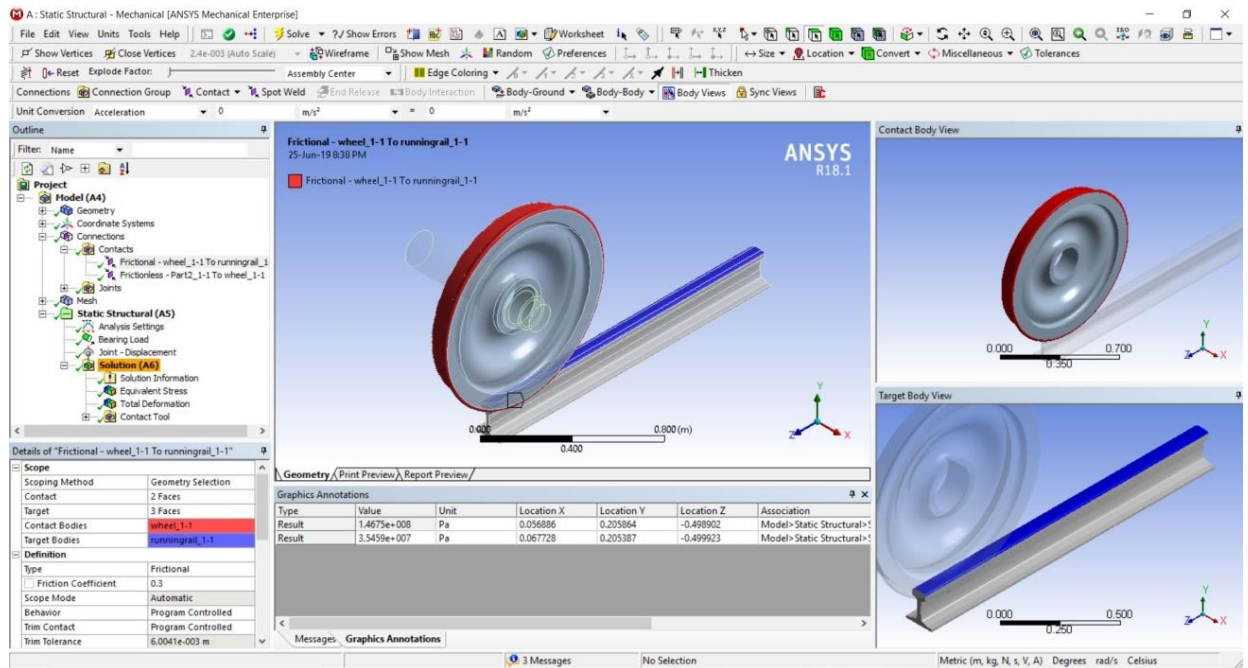 A : Static Structural - Mechanical [ANSYS Mechanical Enterprise]
File Edit View Units Tools Help Solve ?/ Show Errors Worksheet
Show Vertices Close Vertices 2.4e-003 (Auto Scale) Wireframe Show Mesh Random Preferences Size Location Convert Miscellaneous Tolerances
Reset Explode Factor: Assembly Center Edge Coloring Thicken
Connections Connection Group Contact Spot Weld End Release Body Interaction Body-Ground Body-Body Body Views Sync Views
Unit Conversion Acceleration 0 m/s² = 0 m/s²
Outline
Filter: Name
Project
Model (A4)
Geometry
Coordinate Systems
Connections
Contacts
Frictional - wheel_1-1 To runningrail_1
Frictionless - Part2_1-1 To wheel_1-1
Joints
Mesh
Static Structural (A5)
Analysis Settings
Bearing Load
Joint - Displacement
Solution (A6)
Solution Information
Equivalent Stress
Total Deformation
Contact Tool
Details of "Frictional - wheel_1-1 To runningrail_1-1"
Scope
Scoping Method Geometry Selection
Contact 2 Faces
Target 3 Faces
Contact Bodies wheel_1-1
Target Bodies runningrail_1-1
Definition
Type Frictional
Friction Coefficient 0.3
Scope Mode Automatic
Behavior Program Controlled
Trim Contact Program Controlled
Trim Tolerance 6.0041e-003 m
Frictional - wheel_1-1 To runningrail_1-1
25-Jun-19 8:38 PM
Frictional - wheel_1-1 To runningrail_1-1
ANSYS
R18.1
0.000 0.800 (m)
0.400
Y
Z X
Geometry Print Preview Report Preview
Graphics Annotations
Type Value Unit Location X Location Y Location Z Association
Result 1.4675e+008 Pa 0.056886 0.205864 -0.498902 Model>Static Structural>S
Result 3.5459e+007 Pa 0.067728 0.205387 -0.499923 Model>Static Structural>S
Messages Graphics Annotations
Contact Body View
0.000 0.700
0.350
Y
Z X
Target Body View
0.000 0.500
0.250
Y
Z X
3 Messages No Selection Metric (m, kg, N, s, V, A) Degrees rad/s Celsius